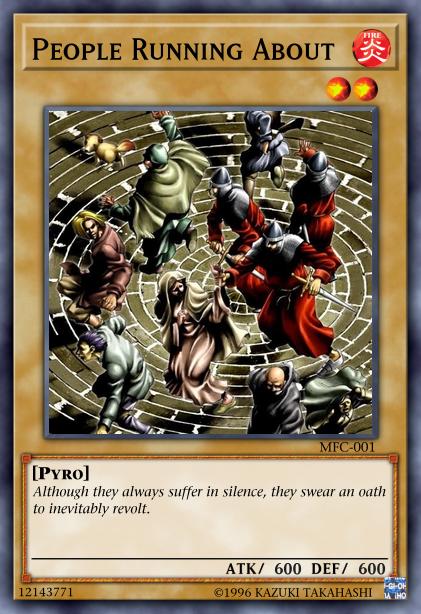 People Running About
FIRE
炎
MFC-001
[Pyro]
Although they always suffer in silence, they swear an oath
to inevitably revolt.
ATK/ 600 DEF/ 600
12143771
©1996 KAZUKI TAKAHASHI